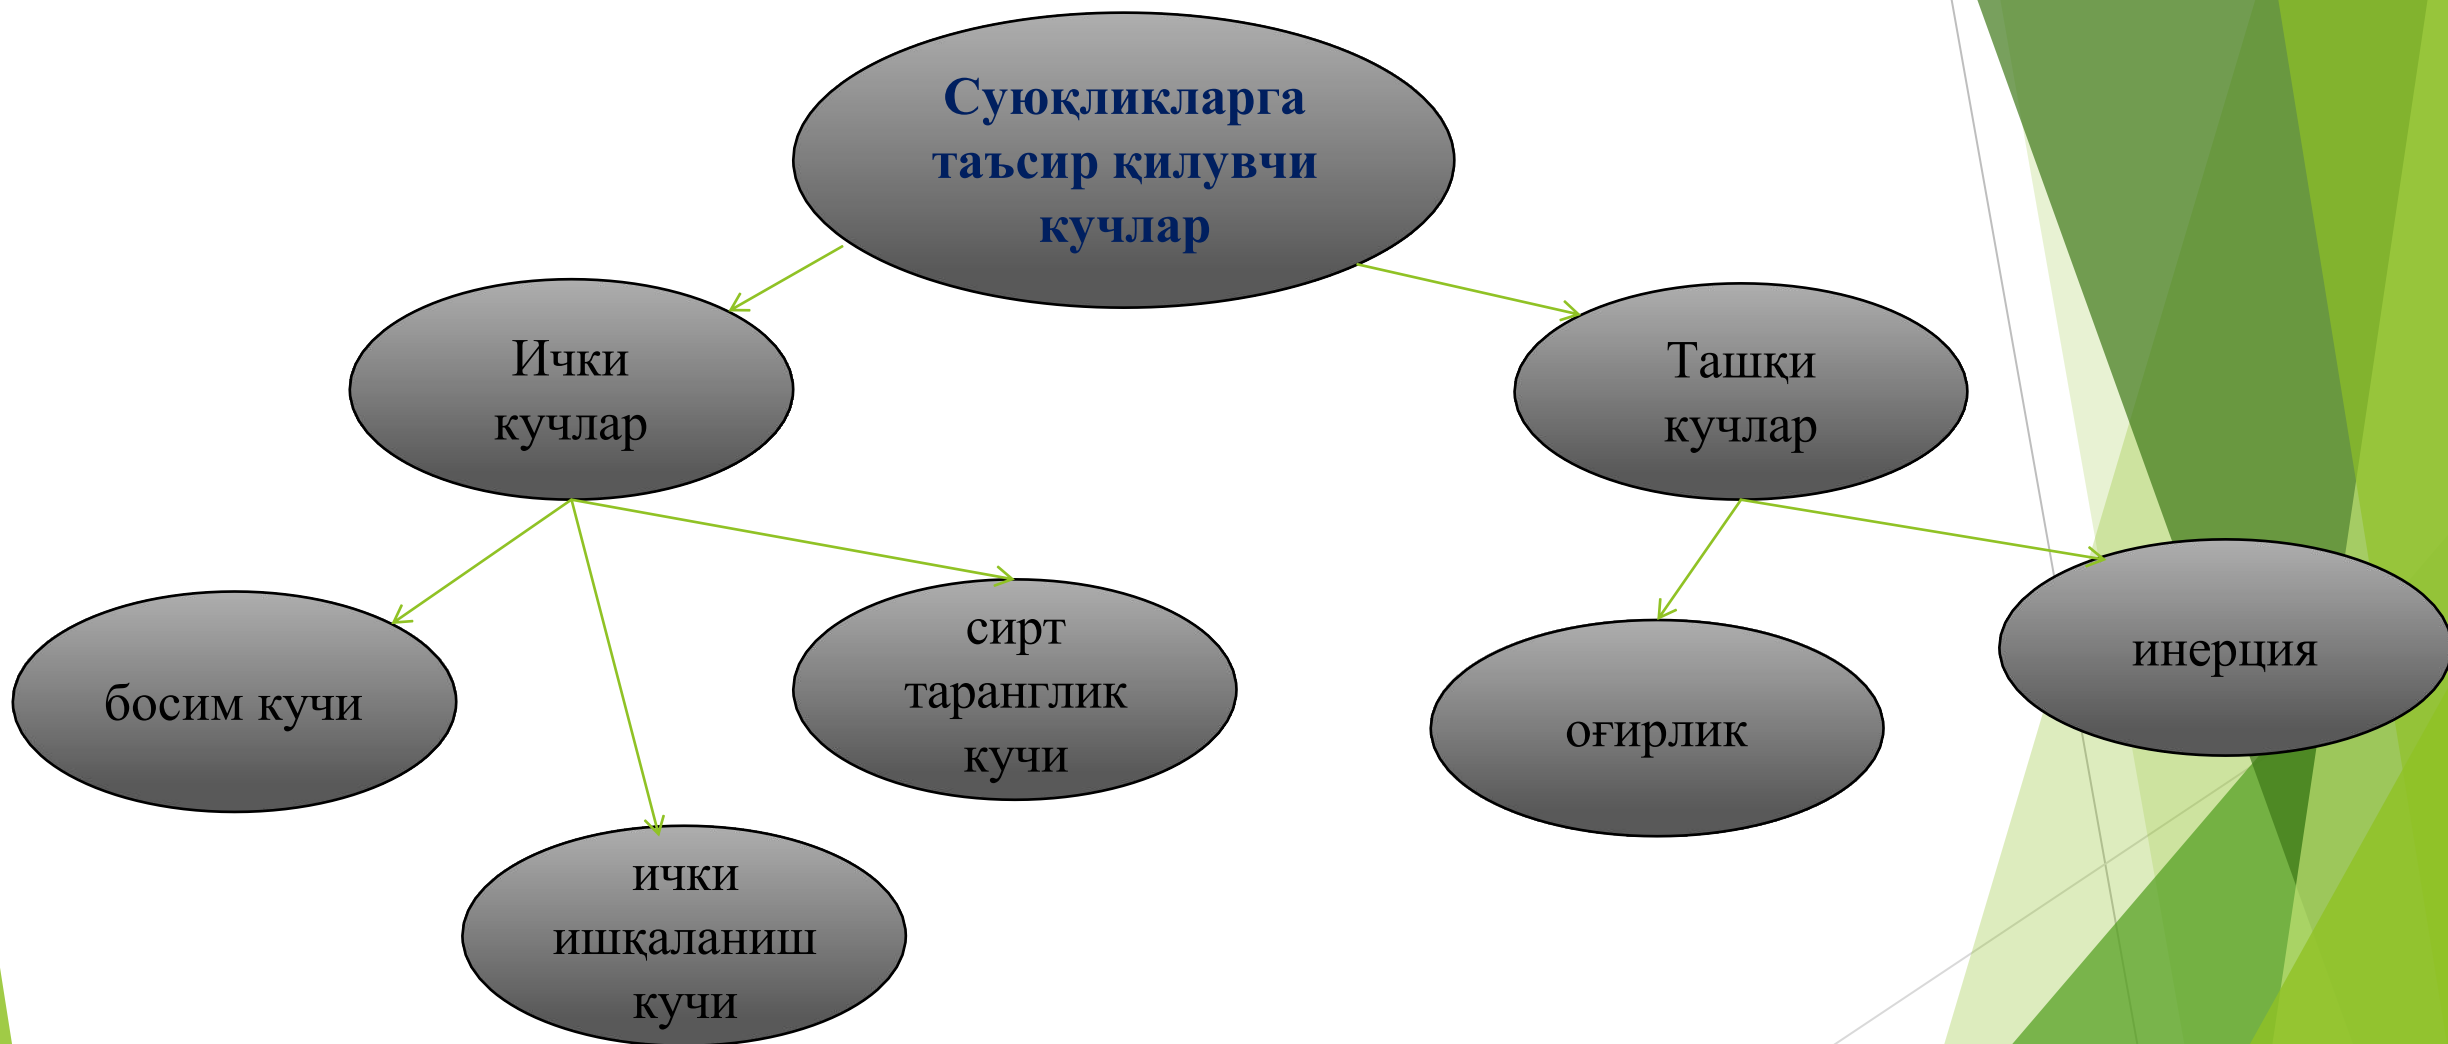 Суюқликларга
таъсир қилувчи
кучлар
Ички
кучлар
Ташқи
кучлар
босим кучи
ички
ишқаланиш
кучи
сирт
таранглик
кучи
оғирлик
инерция